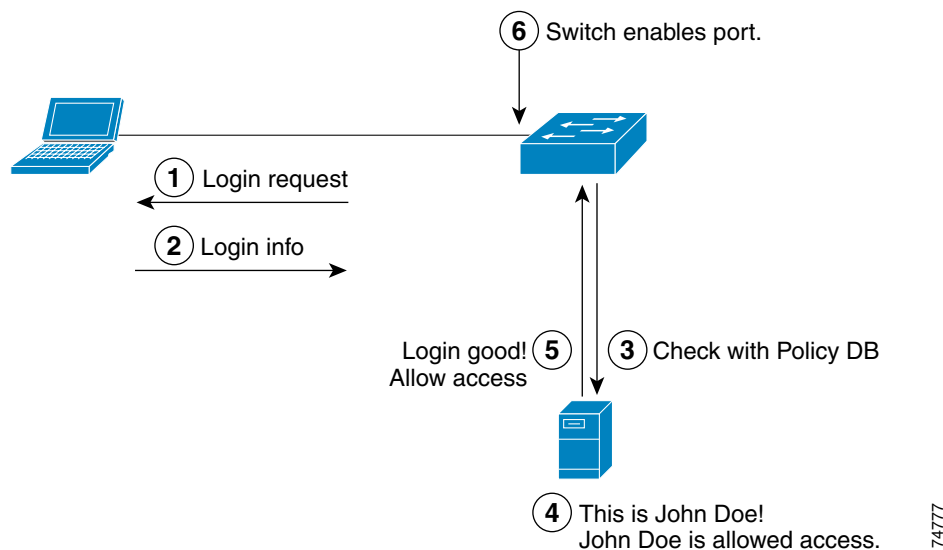 6 Switch enables port.
1 Login request
2 Login info
Login good! 5 3 Check with Policy DB
Allow access
4 This is John Doe!
John Doe is allowed access.
74777